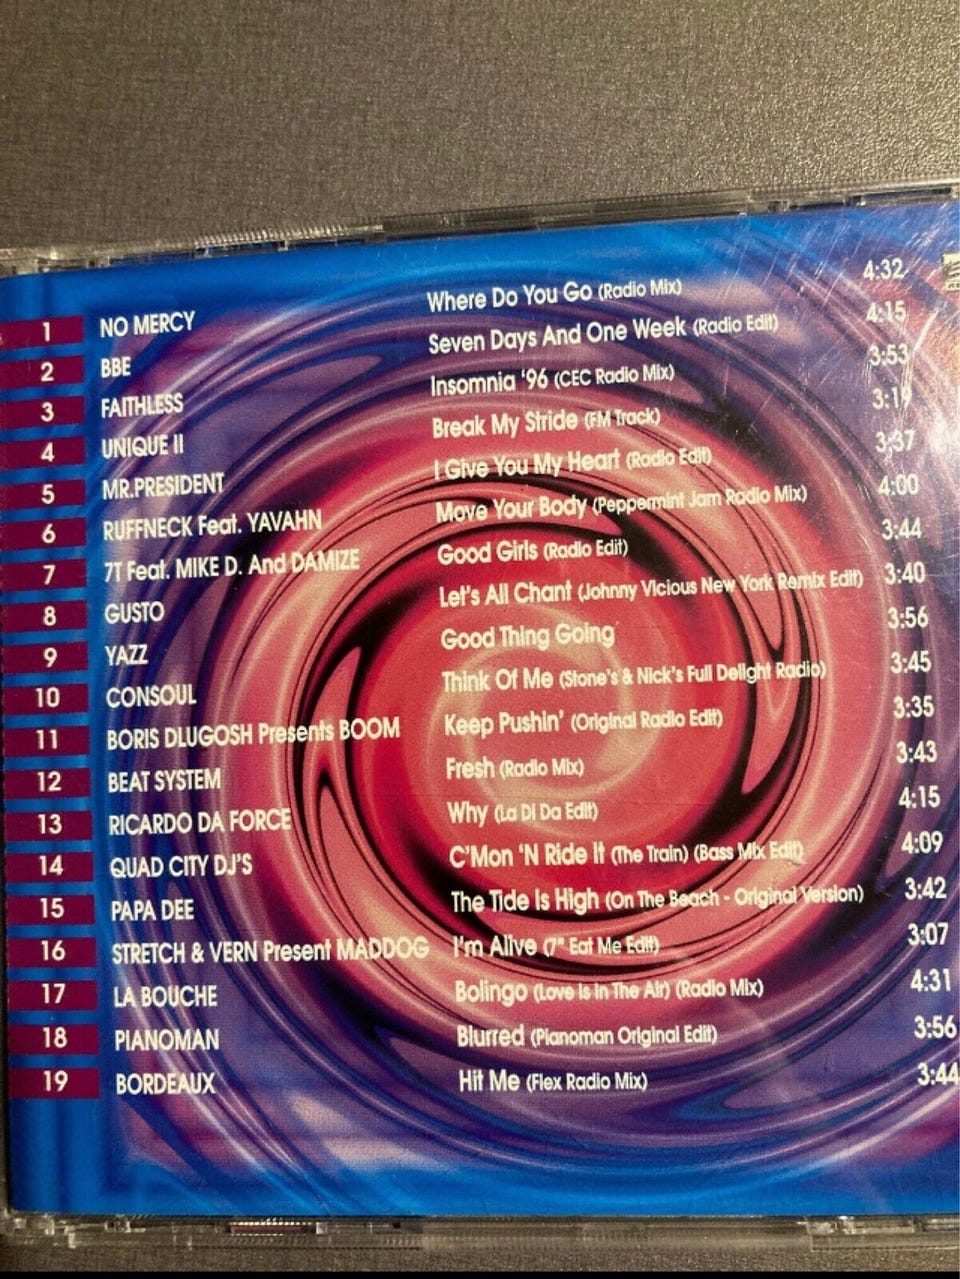 1 NO MERCY Where Do You Go (Radio Mix) 4:32
2 BBE Seven Days And One Week (Radio Edit) 4:15
3 FAITHLESS Insomnia '96 (CEC Radio Mix) 3:53
4 UNIQUE II Break My Stride (FM Track) 3:19
5 MR.PRESIDENT I Give You My Heart (Radio Edit) 3:37
6 RUFFNECK Feat. YAVAHN Move Your Body (Peppermint Jam Radio Mix) 4:00
7 7T Feat. MIKE D. And DAMIZE Good Girls (Radio Edit) 3:44
8 GUSTO Let's All Chant (Johnny Vicious New York Remix Edit) 3:40
9 YAZZ Good Thing Going 3:56
10 CONSOUL Think Of Me (Stone's & Nick's Full Delight Radio) 3:45
11 BORIS DLUGOSH Presents BOOM Keep Pushin' (Original Radio Edit) 3:35
12 BEAT SYSTEM Fresh (Radio Mix) 3:43
13 RICARDO DA FORCE Why (La Di Da Edit) 4:15
14 QUAD CITY DJ'S C'Mon 'N Ride It (The Train) (Bass Mix Edit) 4:09
15 PAPA DEE The Tide Is High (On The Beach - Original Version) 3:42
16 STRETCH & VERN Present MADDOG I'm Alive (7" Eat Me Edit) 3:07
17 LA BOUCHE Bolingo (Love Is In The Air) (Radio Mix) 4:31
18 PIANOMAN Blurred (Pianoman Original Edit) 3:56
19 BORDEAUX Hit Me (Flex Radio Mix) 3:44